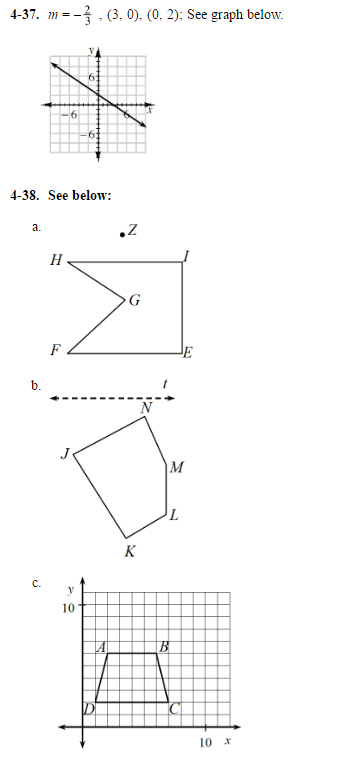 4-37. m = -2/3 , (3, 0), (0, 2); See graph below.
y
6
-6
x
6
-6
4-38. See below:
a.
Z
H
I
G
F
E
b.
t
N
J
M
L
K
c.
y
10
A
B
D
C
10 x